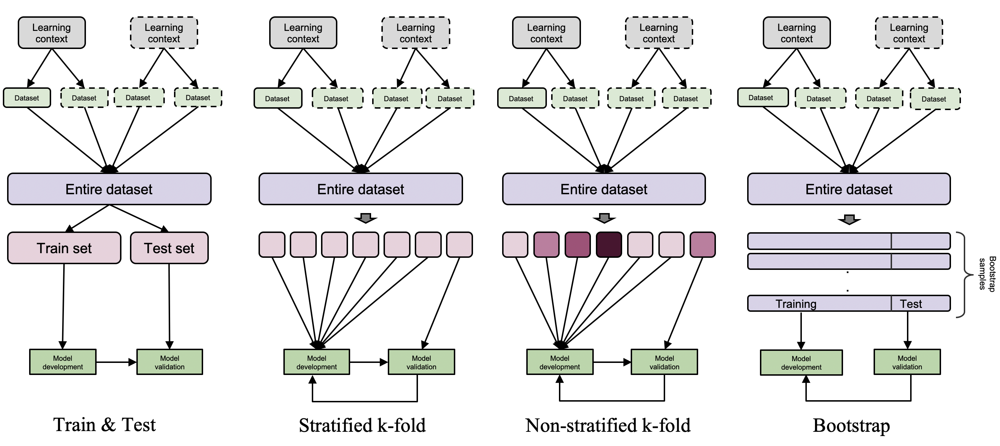 Learning
context
Learning
context
Dataset
Dataset
Dataset
Dataset
Entire dataset
Train set
Test set
Model
development
Model
validation
Train & Test
Learning
context
Learning
context
Dataset
Dataset
Dataset
Dataset
Entire dataset
Model
development
Model
validation
Stratified k-fold
Learning
context
Learning
context
Dataset
Dataset
Dataset
Dataset
Entire dataset
Model
development
Model
validation
Non-stratified k-fold
Learning
context
Learning
context
Dataset
Dataset
Dataset
Dataset
Entire dataset
Bootstrap
samples
.
.
Training
Test
Model
development
Model
validation
Bootstrap